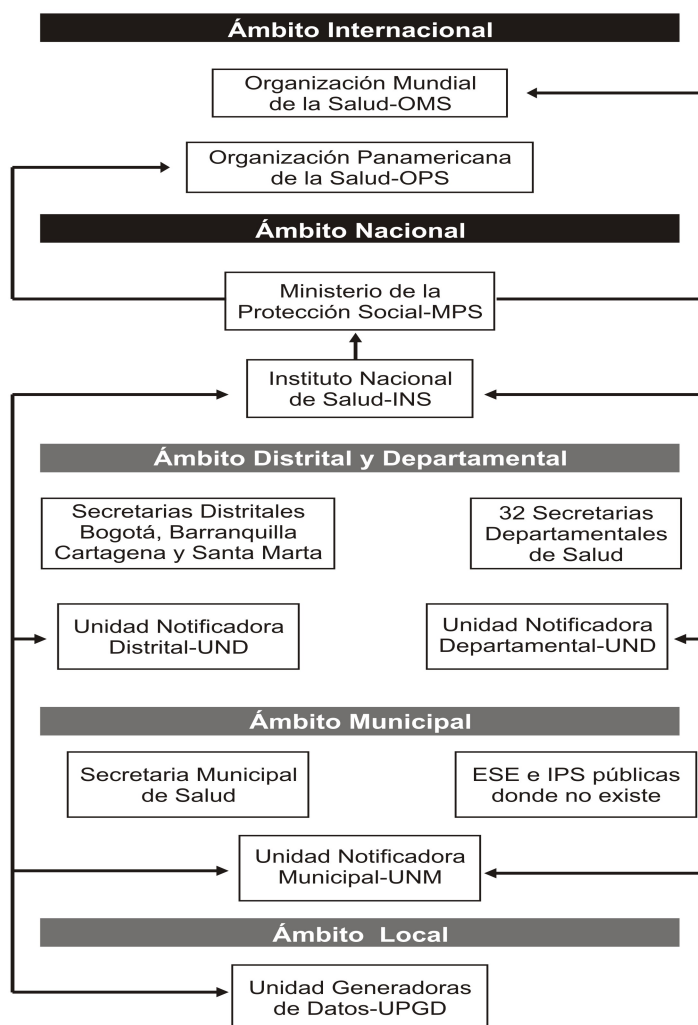 Ámbito Internacional
Organización Mundial
de la Salud-OMS
Organización Panamericana
de la Salud-OPS
Ámbito Nacional
Ministerio de la
Protección Social-MPS
Instituto Nacional
de Salud-INS
Ámbito Distrital y Departamental
Secretarias Distritales
Bogotá, Barranquilla
Cartagena y Santa Marta
32 Secretarias
Departamentales
de Salud
Unidad Notificadora
Distrital-UND
Unidad Notificadora
Departamental-UND
Ámbito Municipal
Secretaria Municipal
de Salud
ESE e IPS públicas
donde no existe
Unidad Notificadora
Municipal-UNM
Ámbito Local
Unidad Generadoras
de Datos-UPGD